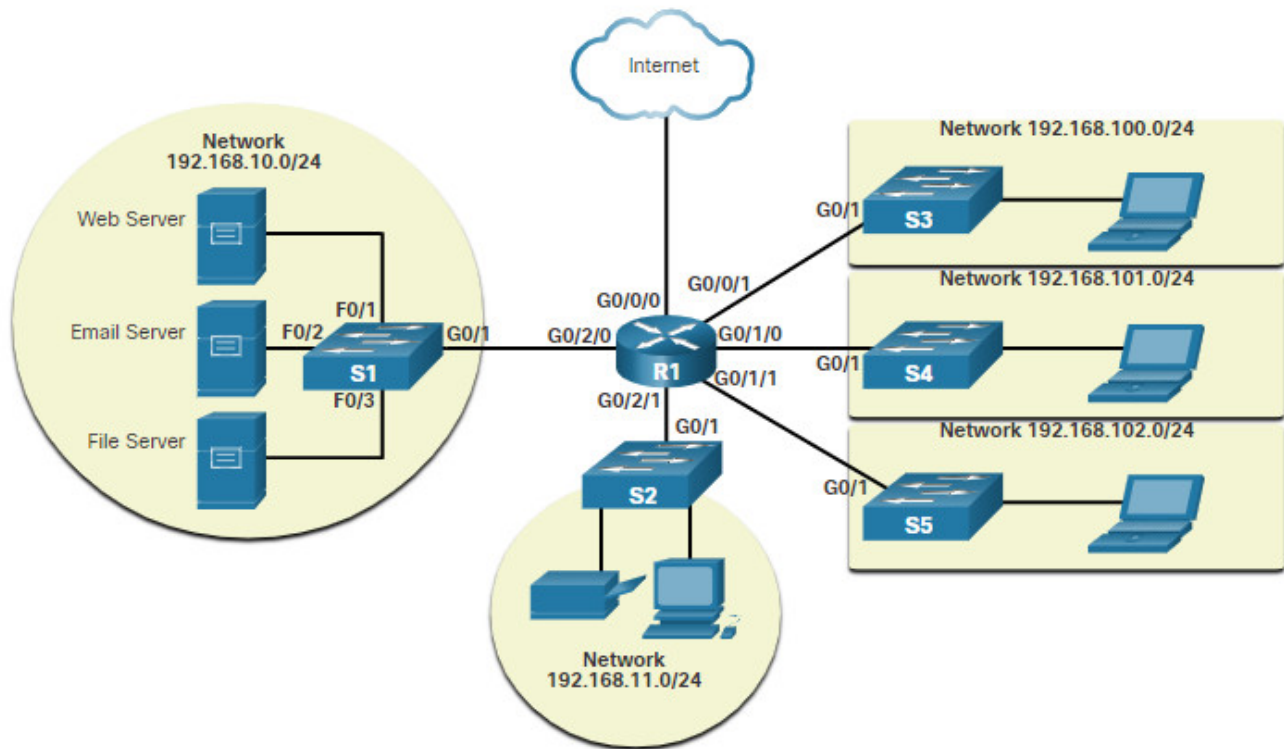 Internet
Network
192.168.10.0/24
Web Server
Email Server
File Server
F0/1
F0/2
F0/3
S1
G0/1
G0/2/0
G0/0/0
G0/0/1
G0/1/0
G0/1/1
R1
G0/2/1
G0/1
S2
Network
192.168.11.0/24
Network 192.168.100.0/24
G0/1
S3
Network 192.168.101.0/24
G0/1
S4
Network 192.168.102.0/24
G0/1
S5